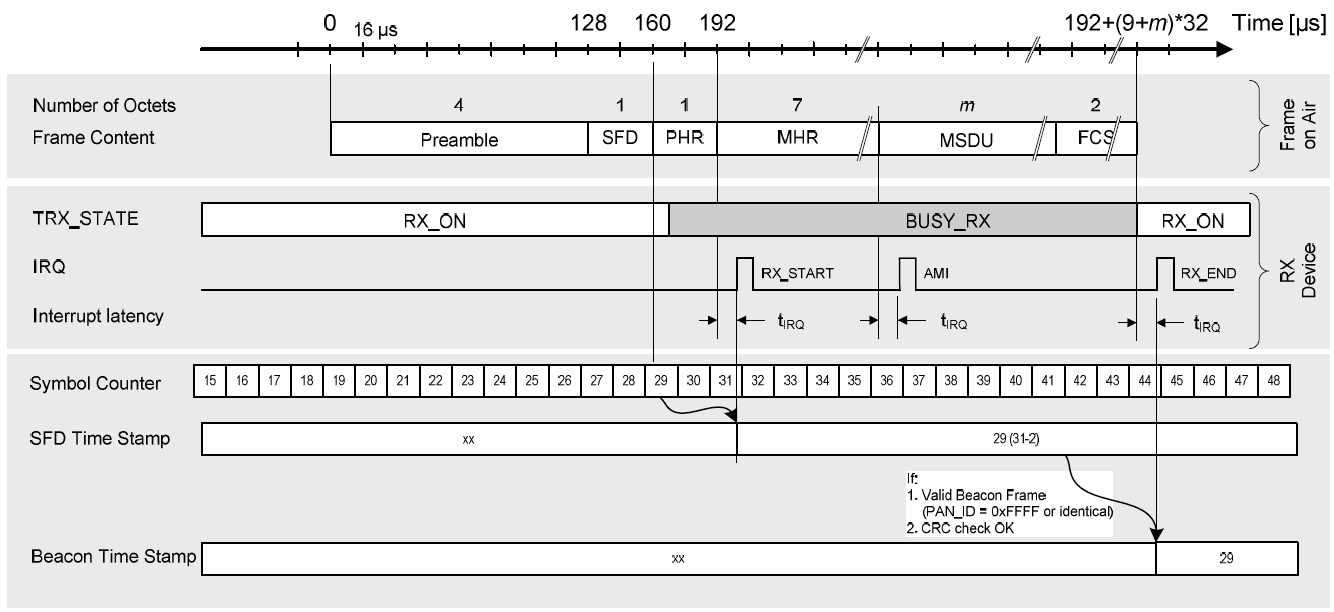 0 16 µs 128 160 192 192+(9+m)*32 Time [µs]
Number of Octets 4 1 1 7 m 2
Frame Content Preamble SFD PHR MHR MSDU FCS
Frame
on Air
TRX_STATE RX_ON BUSY_RX RX_ON
IRQ RX_START AMI RX_END
Interrupt latency tIRQ tIRQ tIRQ
RX
Device
Symbol Counter 15 16 17 18 19 20 21 22 23 24 25 26 27 28 29 30 31 32 33 34 35 36 37 38 39 40 41 42 43 44 45 46 47 48
SFD Time Stamp xx 29 (31-2)
If:
1. Valid Beacon Frame
(PAN_ID = 0xFFFF or identical)
2. CRC check OK
Beacon Time Stamp xx 29